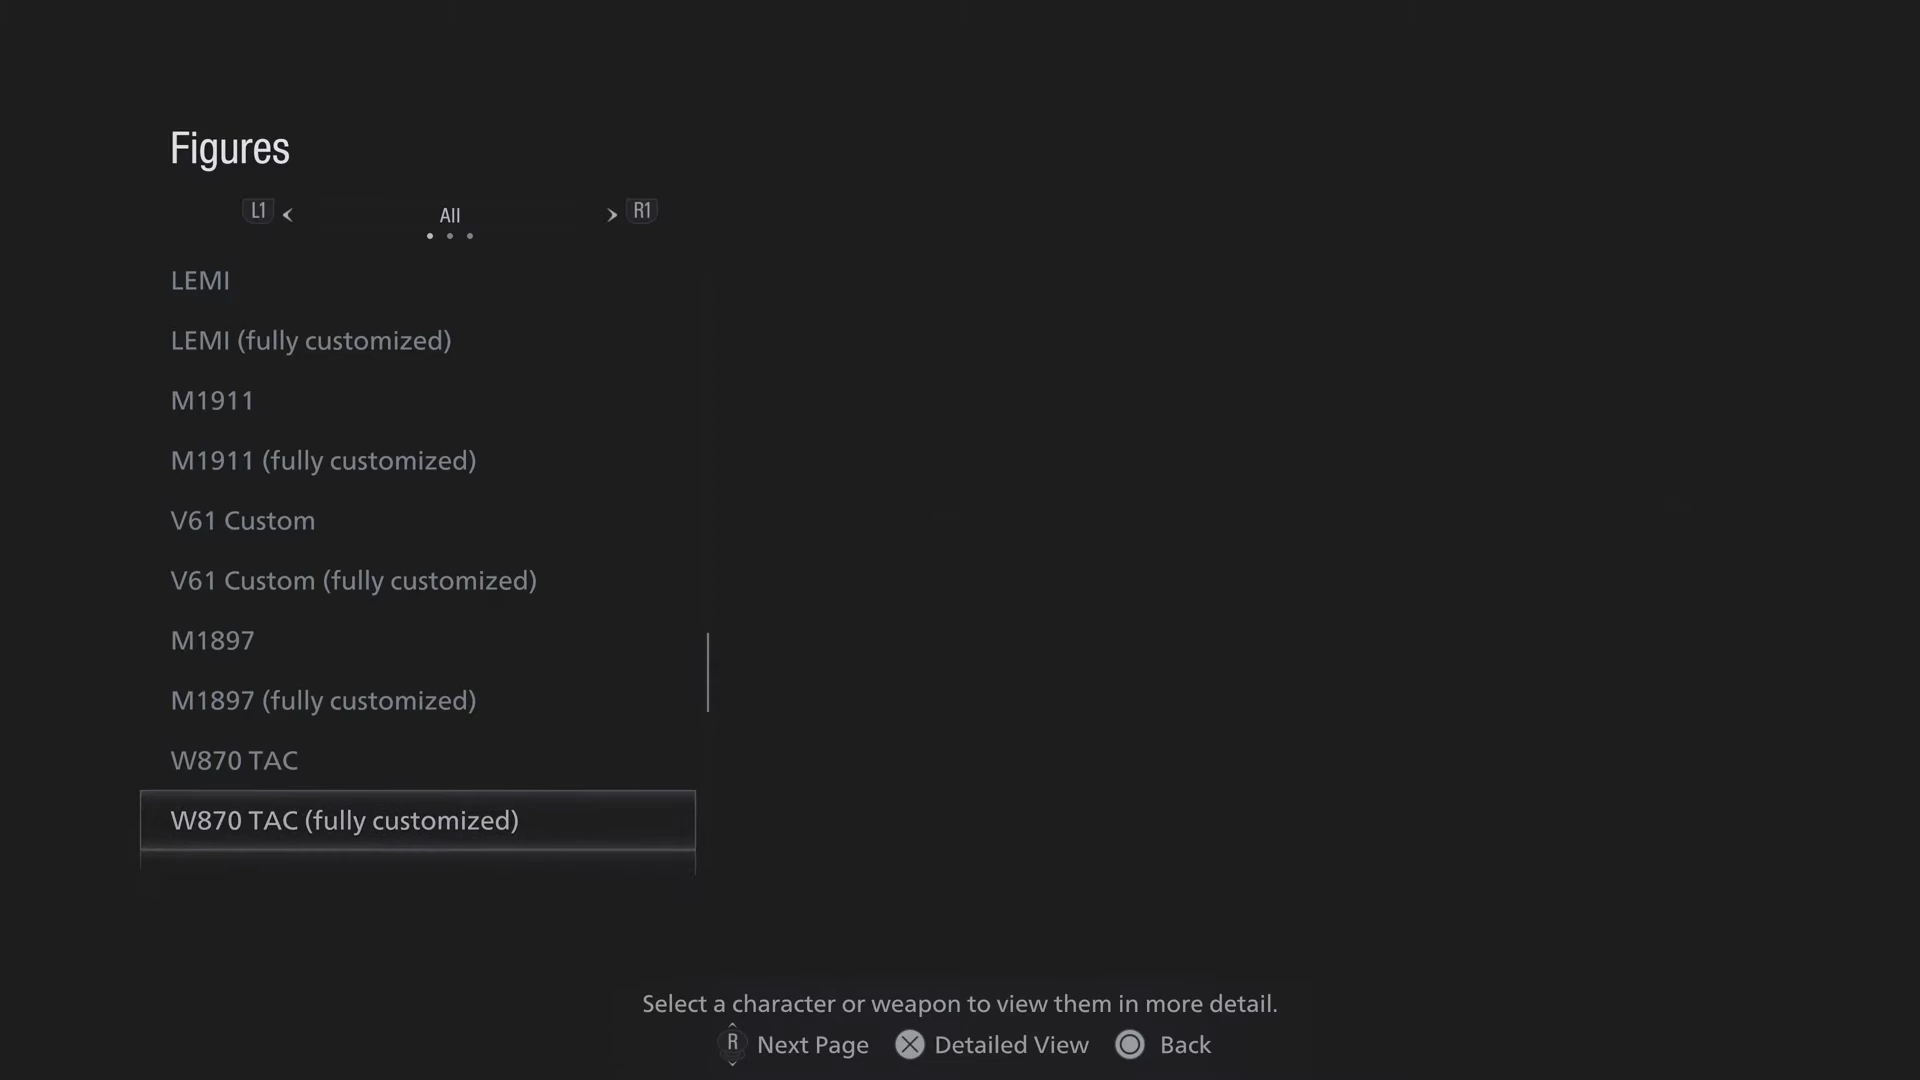 Figures
L1 < All > R1
LEMI
LEMI (fully customized)
M1911
M1911 (fully customized)
V61 Custom
V61 Custom (fully customized)
M1897
M1897 (fully customized)
W870 TAC
W870 TAC (fully customized)
Select a character or weapon to view them in more detail.
R Next Page Detailed View Back